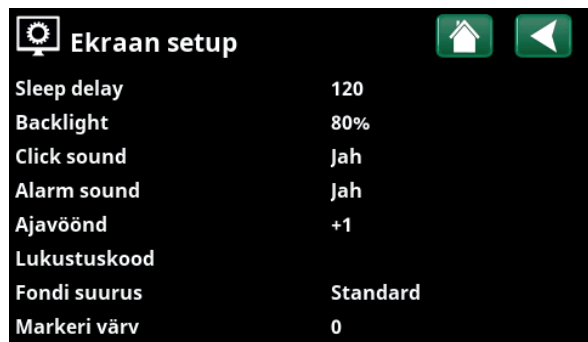 Ekraan setup
Sleep delay 120
Backlight 80%
Click sound Jah
Alarm sound Jah
Ajavöönd +1
Lukustuskood
Fondi suurus Standard
Markeri värv 0